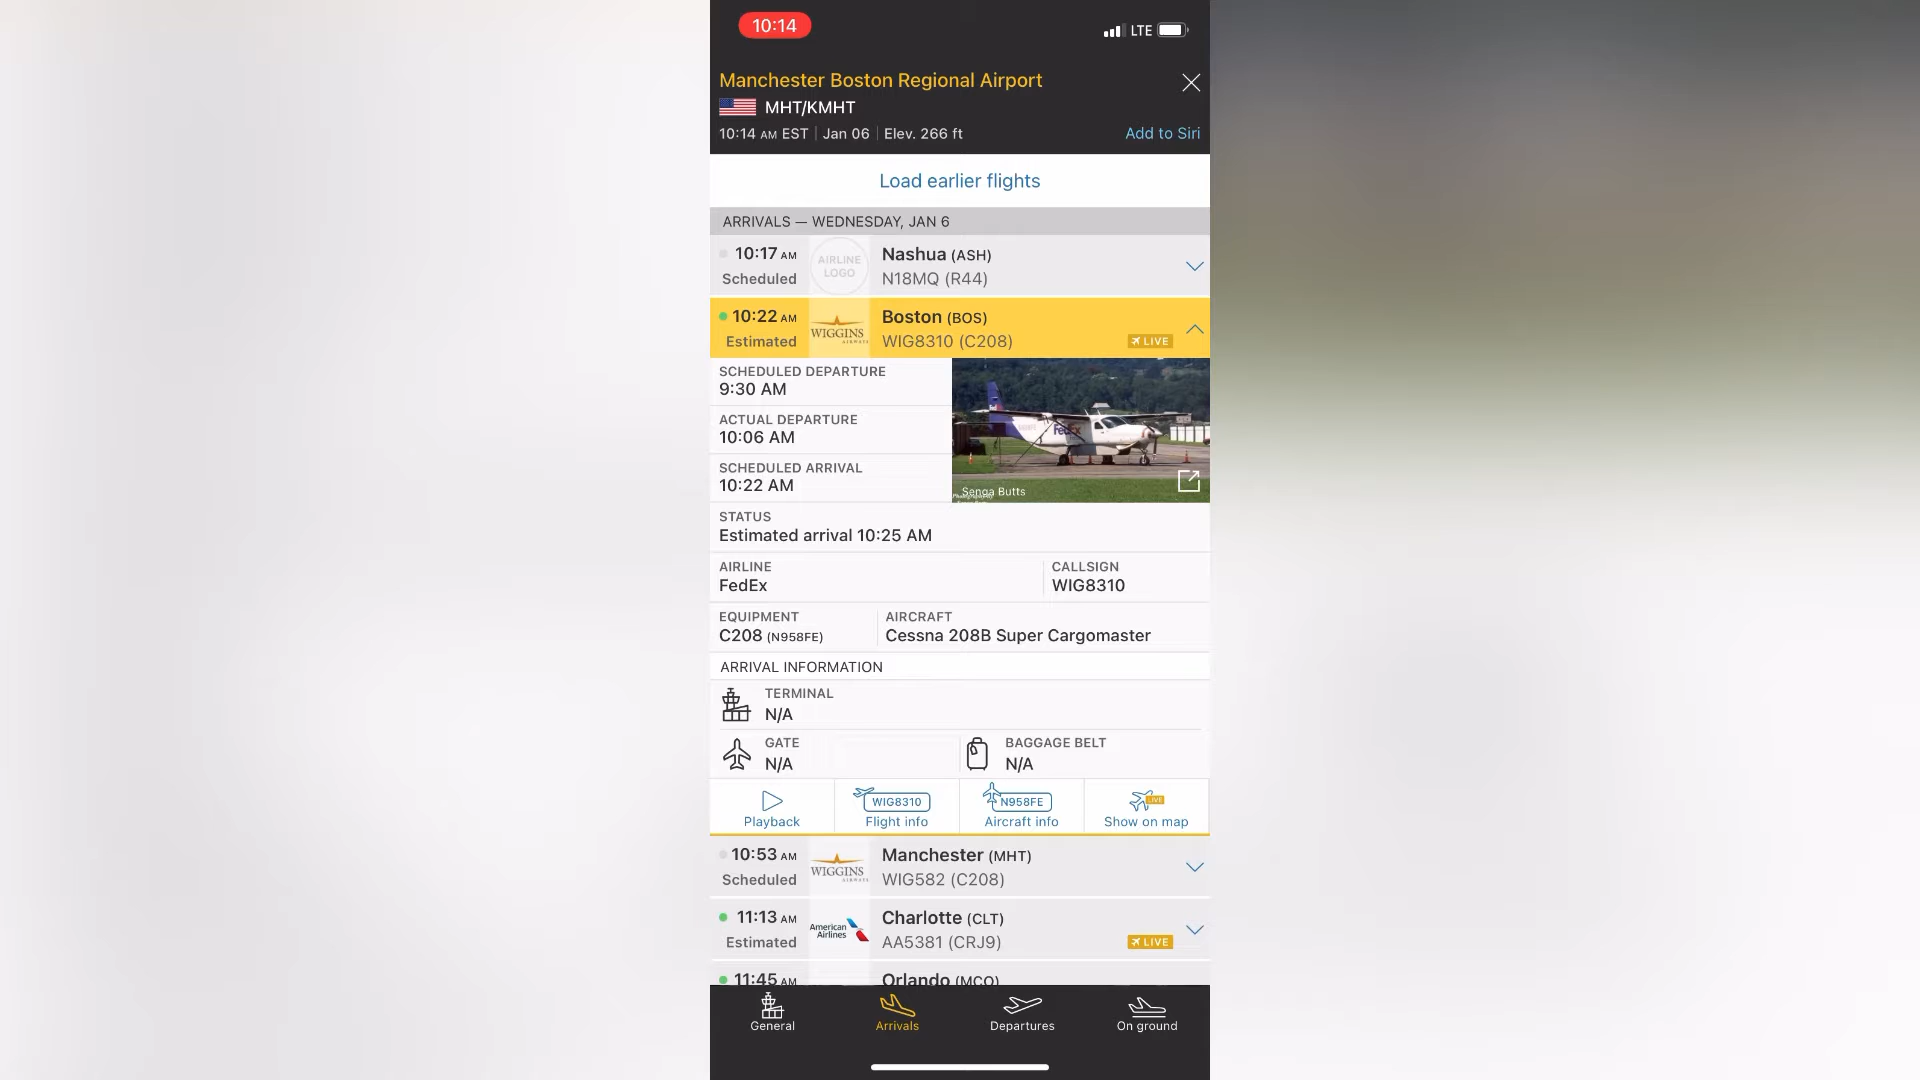 10:14
LTE
Manchester Boston Regional Airport
MHT/KMHT
10:14 AM EST | Jan 06 | Elev. 266 ft
Add to Siri
Load earlier flights
ARRIVALS — WEDNESDAY, JAN 6
10:17 AM
Scheduled
AIRLINE
LOGO
Nashua (ASH)
N18MQ (R44)
10:22 AM
Estimated
WIGGINS
AIRWAYS
Boston (BOS)
WIG8310 (C208)
LIVE
SCHEDULED DEPARTURE
9:30 AM
ACTUAL DEPARTURE
10:06 AM
SCHEDULED ARRIVAL
10:22 AM
FedEx
Senga Butts
STATUS
Estimated arrival 10:25 AM
AIRLINE
FedEx
CALLSIGN
WIG8310
EQUIPMENT
C208 (N958FE)
AIRCRAFT
Cessna 208B Super Cargomaster
ARRIVAL INFORMATION
TERMINAL
N/A
GATE
N/A
BAGGAGE BELT
N/A
Playback
WIG8310
Flight info
N958FE
Aircraft info
LIVE
Show on map
10:53 AM
Scheduled
WIGGINS
AIRWAYS
Manchester (MHT)
WIG582 (C208)
11:13 AM
Estimated
American
Airlines
Charlotte (CLT)
AA5381 (CRJ9)
LIVE
11:45 AM
Orlando (MCO)
General
Arrivals
Departures
On ground